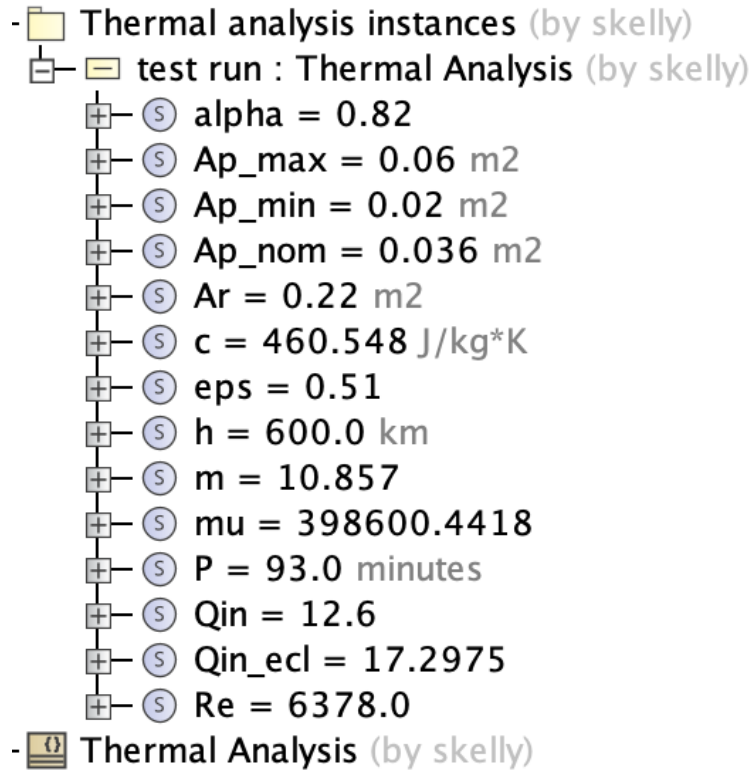 Thermal analysis instances (by skelly)
test run : Thermal Analysis (by skelly)
S alpha = 0.82
S Ap_max = 0.06 m2
S Ap_min = 0.02 m2
S Ap_nom = 0.036 m2
S Ar = 0.22 m2
S c = 460.548 J/kg*K
S eps = 0.51
S h = 600.0 km
S m = 10.857
S mu = 398600.4418
S P = 93.0 minutes
S Qin = 12.6
S Qin_ecl = 17.2975
S Re = 6378.0
{} Thermal Analysis (by skelly)